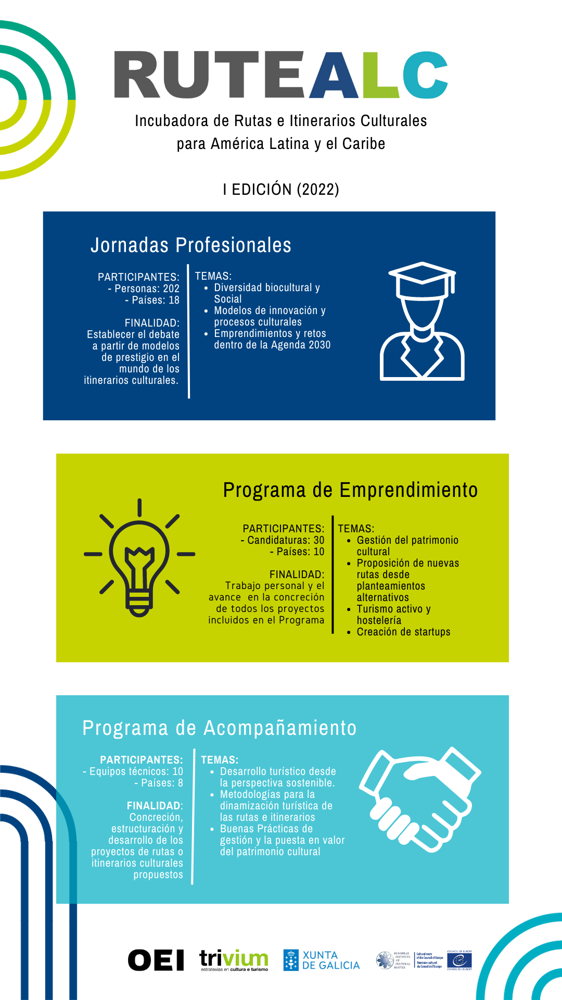 RUTEALC
Incubadora de Rutas e Itinerarios Culturales
para América Latina y el Caribe
I EDICIÓN (2022)
Jornadas Profesionales
PARTICIPANTES:
- Personas: 202
- Países: 18
FINALIDAD:
Establecer el debate
a partir de modelos
de prestigio en el
mundo de los
itinerarios culturales.
TEMAS:
• Diversidad biocultural y
Social
• Modelos de innovación y
procesos culturales
• Emprendimientos y retos
dentro de la Agenda 2030
Programa de Emprendimiento
PARTICIPANTES:
- Candidaturas: 30
- Países: 10
FINALIDAD:
Trabajo personal y el
avance en la concreción
de todos los proyectos
incluidos en el Programa
TEMAS:
• Gestión del patrimonio
cultural
• Proposición de nuevas
rutas desde
planteamientos
alternativos
• Turismo activo y
hostelería
• Creación de startups
Programa de Acompañamiento
PARTICIPANTES:
- Equipos técnicos: 10
- Países: 8
FINALIDAD:
Concreción,
estructuración y
desarrollo de los
proyectos de rutas o
itinerarios culturales
propuestos
TEMAS:
• Desarrollo turístico desde
la perspectiva sostenible.
• Metodologías para la
dinamización turística de
las rutas e itinerarios
• Buenas Prácticas de
gestión y la puesta en valor
del patrimonio cultural
OEI
trivium
estratexias en cultura e turismo
XUNTA
DE GALICIA
EUROPEAN
INSTITUTE
OF
CULTURAL
ROUTES
Cultural route
of the Council of Europe
Itinéraire culturel
du Conseil de l'Europe
COUNCIL OF EUROPE
CONSEIL DE L'EUROPE